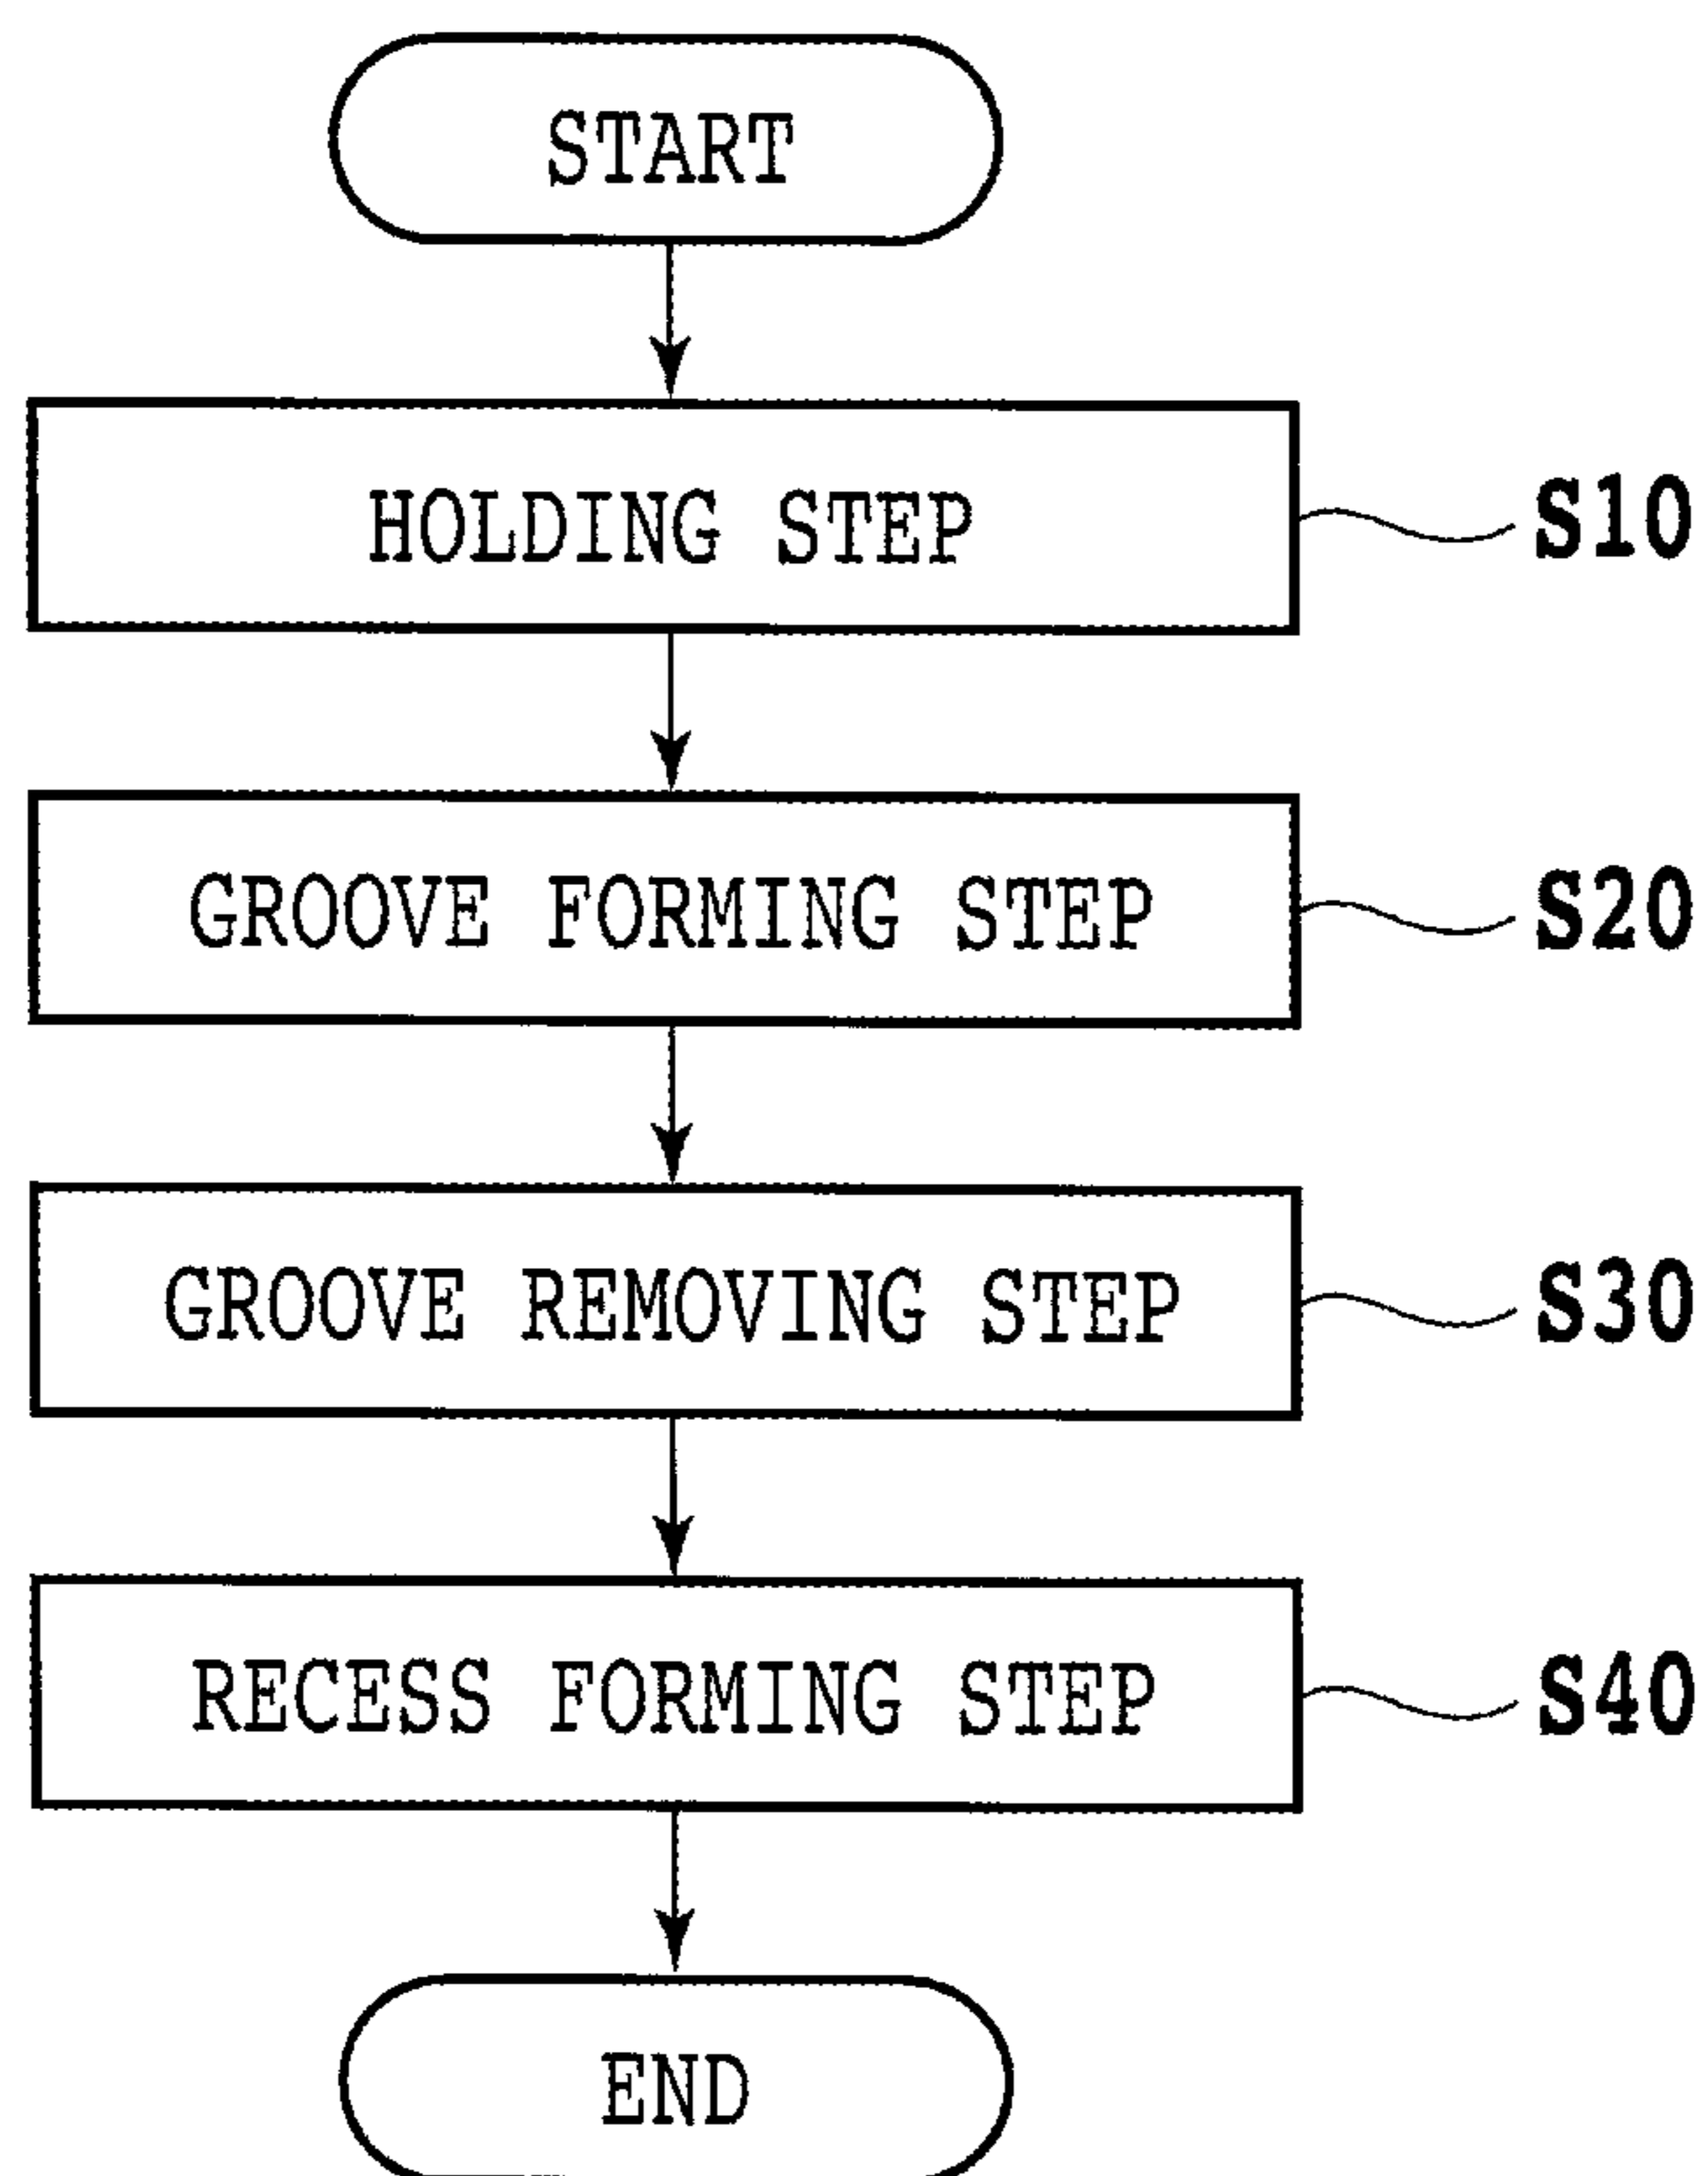 START
HOLDING STEP S10
GROOVE FORMING STEP S20
GROOVE REMOVING STEP S30
RECESS FORMING STEP S40
END